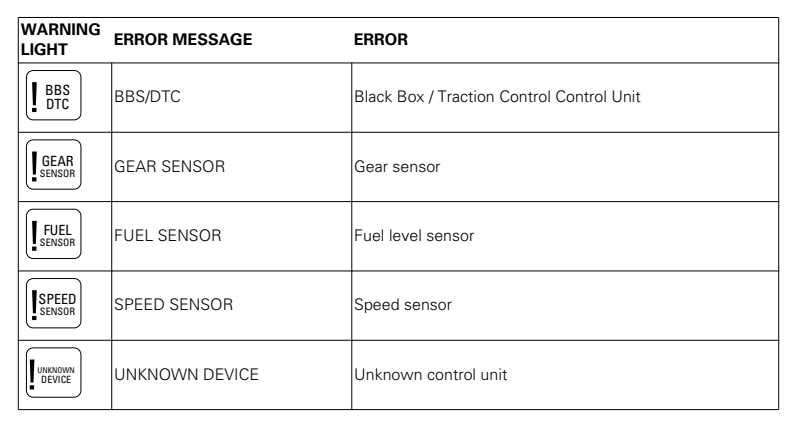 WARNING LIGHT ERROR MESSAGE ERROR
! BBS DTC BBS/DTC Black Box / Traction Control Control Unit
! GEAR SENSOR GEAR SENSOR Gear sensor
! FUEL SENSOR FUEL SENSOR Fuel level sensor
! SPEED SENSOR SPEED SENSOR Speed sensor
! UNKNOWN DEVICE UNKNOWN DEVICE Unknown control unit